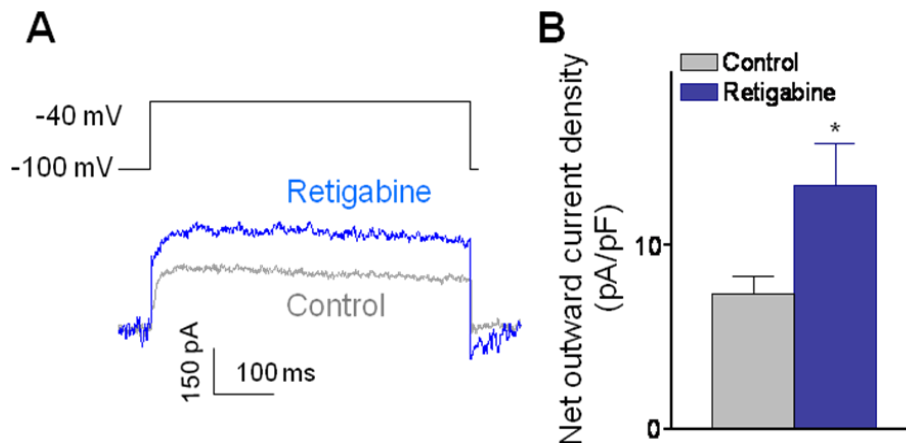 A
-40 mV
-100 mV
Retigabine
Control
150 pA
100 ms
B
Control
Retigabine
*
Net outward current density
(pA/pF)
10
0